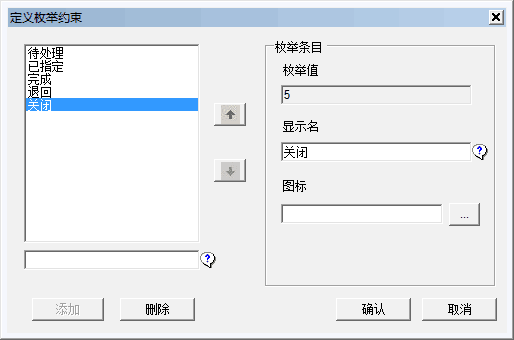 定义枚举约束
待处理
已指定
完成
退回
关闭
添加
删除
枚举条目
枚举值
5
显示名
关闭
图标
...
确认
取消